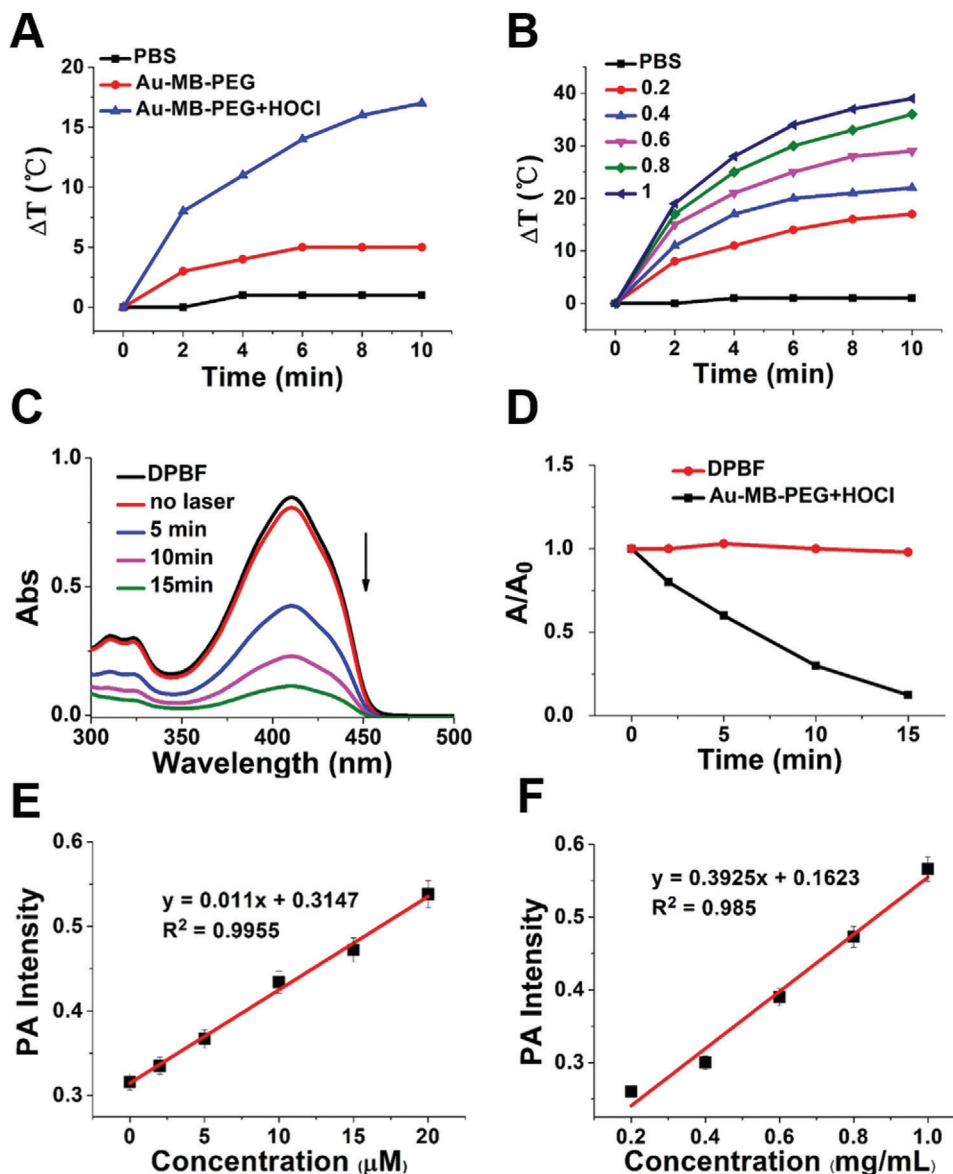 A
PBS
Au-MB-PEG
Au-MB-PEG+HOCl
20
15
10
5
0
ΔT (℃)
0 2 4 6 8 10
Time (min)
B
PBS
0.2
0.4
0.6
0.8
1
40
30
20
10
0
ΔT (℃)
0 2 4 6 8 10
Time (min)
C
DPBF
no laser
5 min
10min
15min
1.0
0.5
0.0
Abs
300 350 400 450 500
Wavelength (nm)
D
DPBF
Au-MB-PEG+HOCl
1.5
1.0
0.5
0.0
A/A0
0 5 10 15
Time (min)
E
y = 0.011x + 0.3147
R² = 0.9955
0.6
0.5
0.4
0.3
PA Intensity
0 5 10 15 20
Concentration (μM)
F
y = 0.3925x + 0.1623
R² = 0.985
0.6
0.5
0.4
0.3
PA Intensity
0.2 0.4 0.6 0.8 1.0
Concentration (mg/mL)